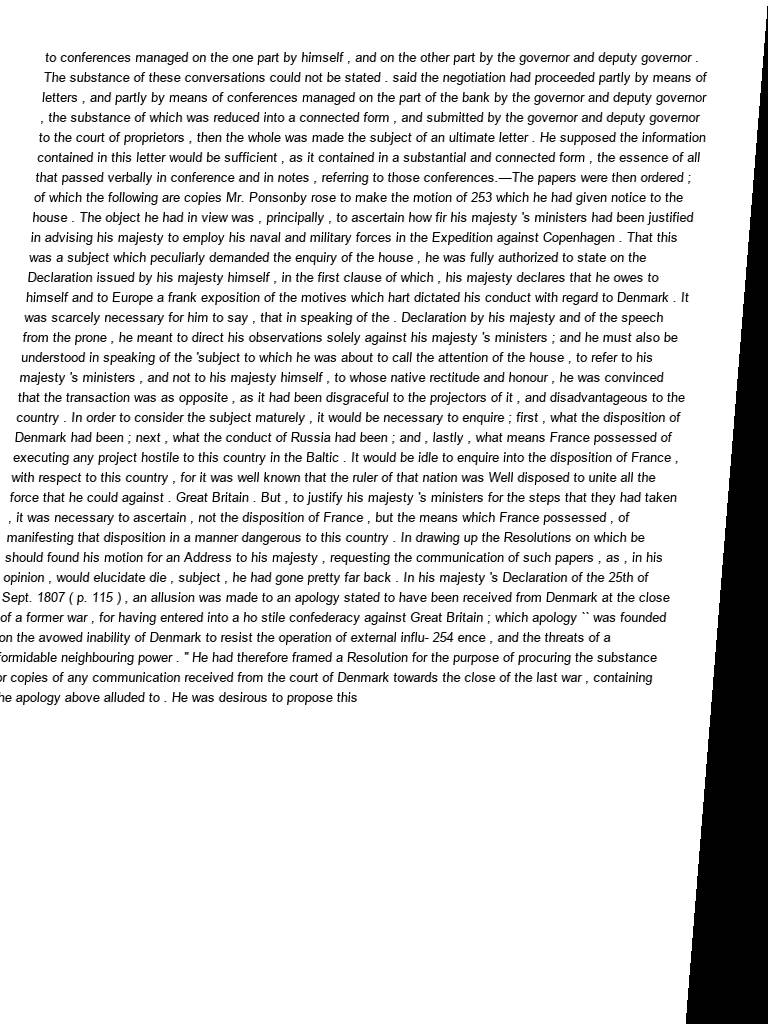 to conferences managed on the one part by himself , and on the other part by the governor and deputy governor .
The substance of these conversations could not be stated . said the negotiation had proceeded partly by means of
letters , and partly by means of conferences managed on the part of the bank by the governor and deputy governor
, the substance of which was reduced into a connected form , and submitted by the governor and deputy governor
to the court of proprietors , then the whole was made the subject of an ultimate letter . He supposed the information
contained in this letter would be sufficient , as it contained in a substantial and connected form , the essence of all
that passed verbally in conference and in notes , referring to those conferences.—The papers were then ordered ;
of which the following are copies Mr. Ponsonby rose to make the motion of 253 which he had given notice to the
house . The object he had in view was , principally , to ascertain how fir his majesty 's ministers had been justified
in advising his majesty to employ his naval and military forces in the Expedition against Copenhagen . That this
was a subject which peculiarly demanded the enquiry of the house , he was fully authorized to state on the
Declaration issued by his majesty himself , in the first clause of which , his majesty declares that he owes to
himself and to Europe a frank exposition of the motives which hart dictated his conduct with regard to Denmark . It
was scarcely necessary for him to say , that in speaking of the . Declaration by his majesty and of the speech
from the prone , he meant to direct his observations solely against his majesty 's ministers ; and he must also be
understood in speaking of the 'subject to which he was about to call the attention of the house , to refer to his
majesty 's ministers , and not to his majesty himself , to whose native rectitude and honour , he was convinced
that the transaction was as opposite , as it had been disgraceful to the projectors of it , and disadvantageous to the
country . In order to consider the subject maturely , it would be necessary to enquire ; first , what the disposition of
Denmark had been ; next , what the conduct of Russia had been ; and , lastly , what means France possessed of
executing any project hostile to this country in the Baltic . It would be idle to enquire into the disposition of France ,
with respect to this country , for it was well known that the ruler of that nation was Well disposed to unite all the
force that he could against . Great Britain . But , to justify his majesty 's ministers for the steps that they had taken
, it was necessary to ascertain , not the disposition of France , but the means which France possessed , of
manifesting that disposition in a manner dangerous to this country . In drawing up the Resolutions on which be
should found his motion for an Address to his majesty , requesting the communication of such papers , as , in his
opinion , would elucidate die , subject , he had gone pretty far back . In his majesty 's Declaration of the 25th of
Sept. 1807 ( p. 115 ) , an allusion was made to an apology stated to have been received from Denmark at the close
of a former war , for having entered into a ho stile confederacy against Great Britain ; which apology `` was founded
on the avowed inability of Denmark to resist the operation of external influ- 254 ence , and the threats of a
formidable neighbouring power . '' He had therefore framed a Resolution for the purpose of procuring the substance
or copies of any communication received from the court of Denmark towards the close of the last war , containing
he apology above alluded to . He was desirous to propose this